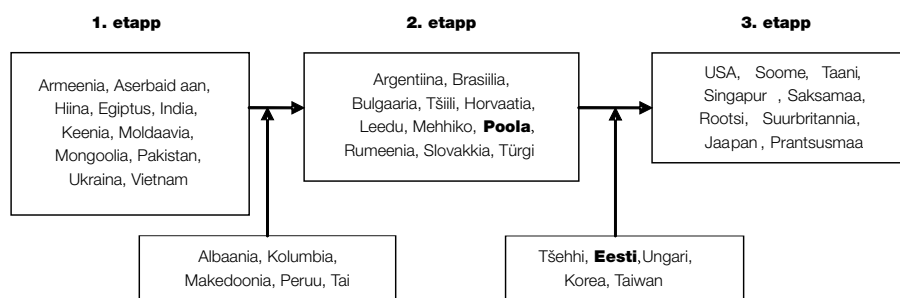 1. etapp
2. etapp
3. etapp
Armeenia, Aserbaid aan,
Hiina, Egiptus, India,
Keenia, Moldaavia,
Mongoolia, Pakistan,
Ukraina, Vietnam
Argentiina, Brasiilia,
Bulgaaria, Tšiili, Horvaatia,
Leedu, Mehhiko, Poola,
Rumeenia, Slovakkia, Türgi
USA, Soome, Taani,
Singapur , Saksamaa,
Rootsi, Suurbritannia,
Jaapan , Prantsusmaa
Albaania, Kolumbia,
Makedoonia, Peruu, Tai
Tšehhi, Eesti,Ungari,
Korea, Taiwan